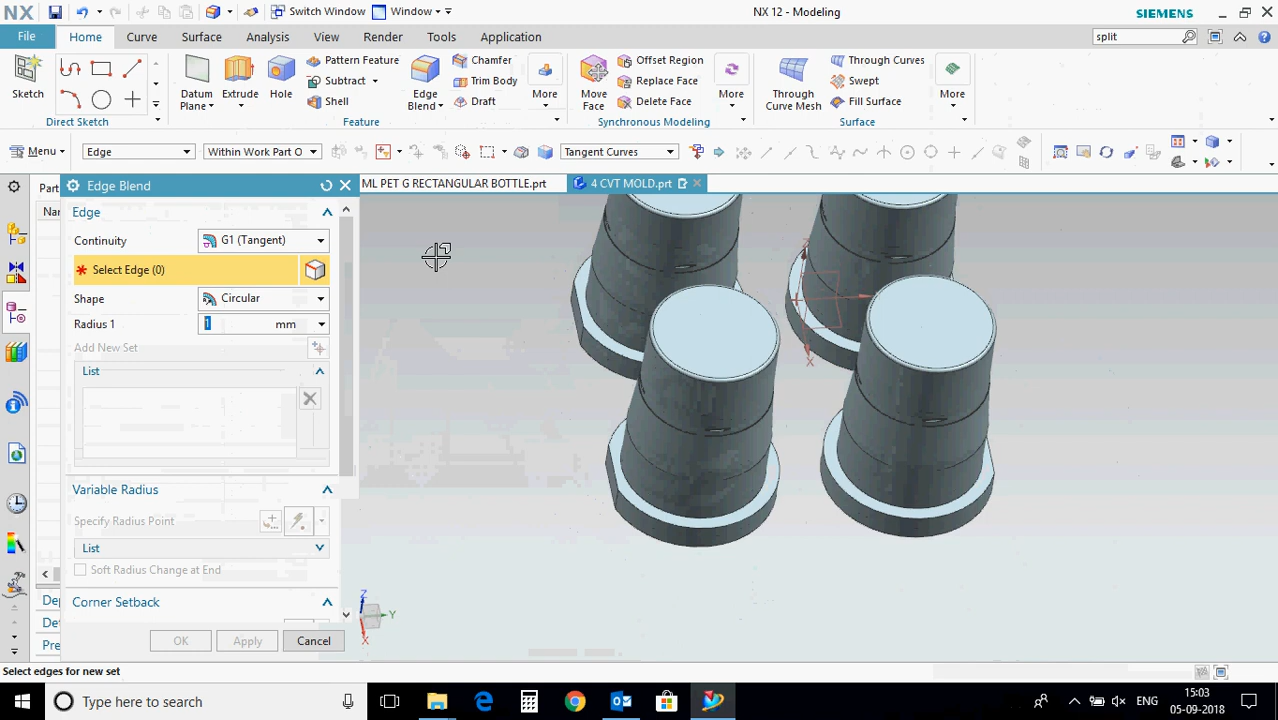 NX
Switch Window
Window
NX 12 - Modeling
SIEMENS
File
Home
Curve
Surface
Analysis
View
Render
Tools
Application
split
Sketch
Direct Sketch
Datum Plane
Extrude
Hole
Pattern Feature
Subtract
Shell
Edge Blend
Chamfer
Trim Body
Draft
More
Feature
Move Face
Offset Region
Replace Face
Delete Face
More
Synchronous Modeling
Through Curve Mesh
Through Curves
Swept
Fill Surface
More
Surface
Menu
Edge
Within Work Part O
Tangent Curves
Part
Edge Blend
ML PET G RECTANGULAR BOTTLE.prt
4 CVT MOLD.prt
Edge
Continuity
G1 (Tangent)
Select Edge (0)
Shape
Circular
Radius 1
1
mm
Add New Set
List
Variable Radius
Specify Radius Point
List
Soft Radius Change at End
Corner Setback
OK
Apply
Cancel
Z
X
Z
Y
X
Select edges for new set
Type here to search
ENG
15:03
05-09-2018